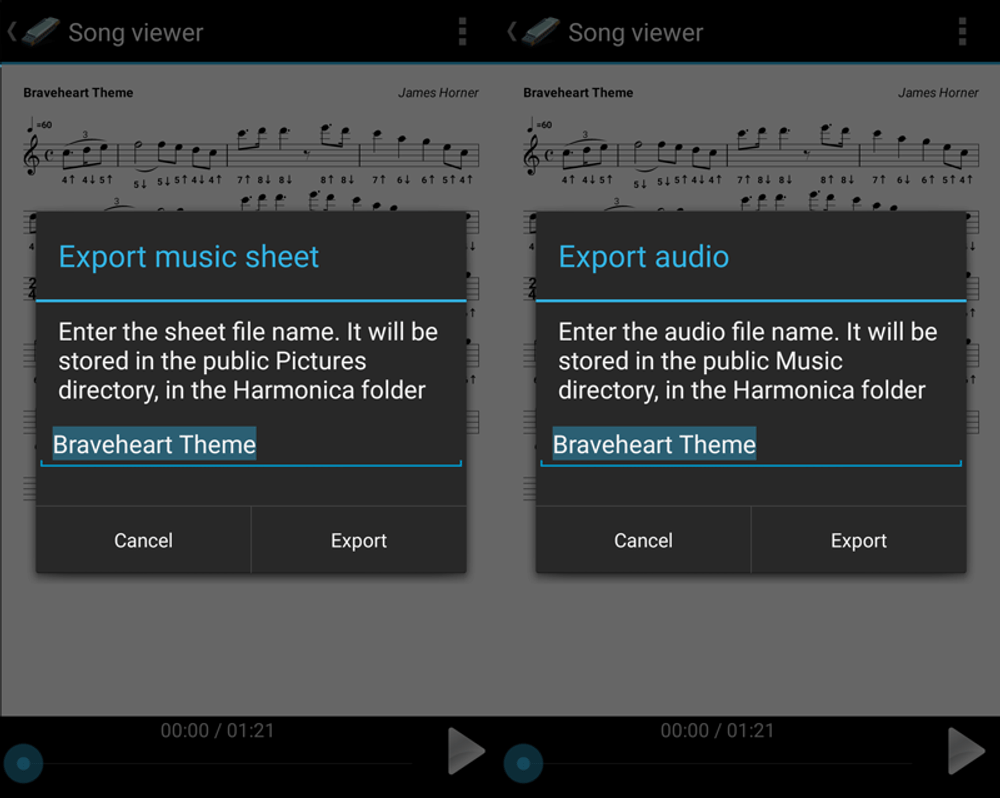 Song viewer
Braveheart Theme James Horner
=60
3
4↑ 4↓ 5↑ 5↓ 5↓ 5↑ 4↓ 4↑ 7↑ 8↓ 8↓ 8↑ 8↓ 7↑ 6↓ 6↑ 5↑ 4↑
3
Export music sheet
Enter the sheet file name. It will be
stored in the public Pictures
directory, in the Harmonica folder
Braveheart Theme
Cancel Export
00:00 / 01:21
Song viewer
Braveheart Theme James Horner
=60
3
4↑ 4↓ 5↑ 5↓ 5↓ 5↑ 4↓ 4↑ 7↑ 8↓ 8↓ 8↑ 8↓ 7↑ 6↓ 6↑ 5↑ 4↑
3
Export audio
Enter the audio file name. It will be
stored in the public Music
directory, in the Harmonica folder
Braveheart Theme
Cancel Export
00:00 / 01:21